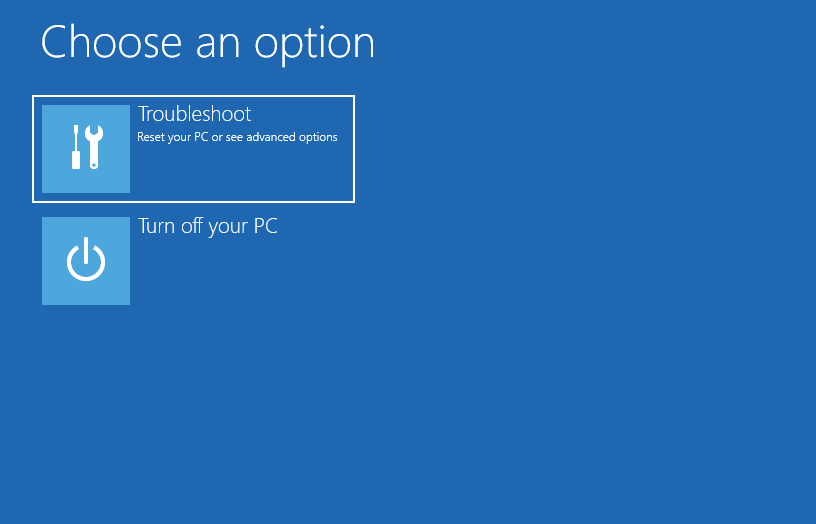 Choose an option
Troubleshoot
Reset your PC or see advanced options
Turn off your PC